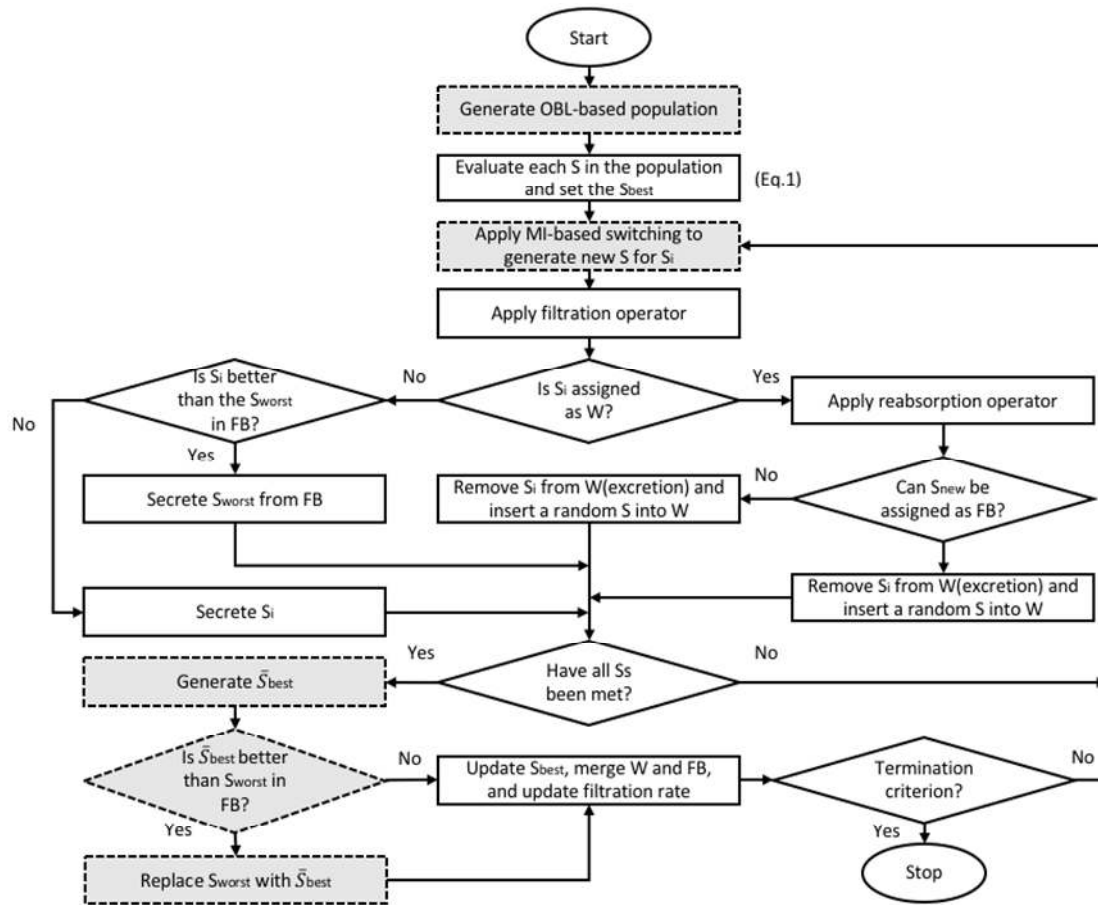 Start
Generate OBL-based population
Evaluate each S in the population
and set the Sbest
(Eq.1)
Apply MI-based switching to
generate new S for Si
Apply filtration operator
Is Si better
than the Sworst
in FB?
No
Is Si assigned
as W?
Yes
Apply reabsorption operator
No
Yes
Secrete Sworst from FB
Remove Si from W(excretion) and
insert a random S into W
No
Can Snew be
assigned as FB?
Secrete Si
Remove Si from W(excretion) and
insert a random S into W
Generate S̄best
Yes
Have all Ss
been met?
No
Is S̄best better
than Sworst in
FB?
No
Update Sbest, merge W and FB,
and update filtration rate
Termination
criterion?
No
Yes
Replace Sworst with S̄best
Yes
Stop